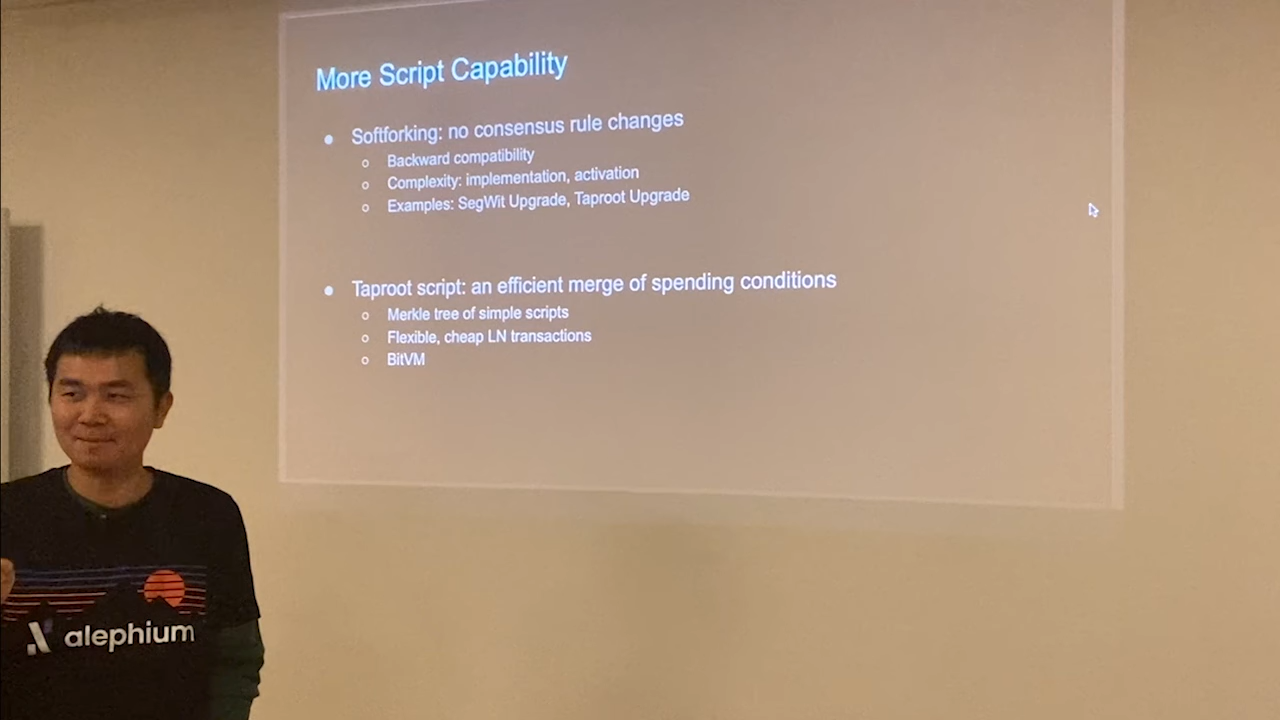 More Script Capability
● Softforking: no consensus rule changes
○ Backward compatibility
○ Complexity: implementation, activation
○ Examples: SegWit Upgrade, Taproot Upgrade
● Taproot script: an efficient merge of spending conditions
○ Merkle tree of simple scripts
○ Flexible, cheap LN transactions
○ BitVM
alephium